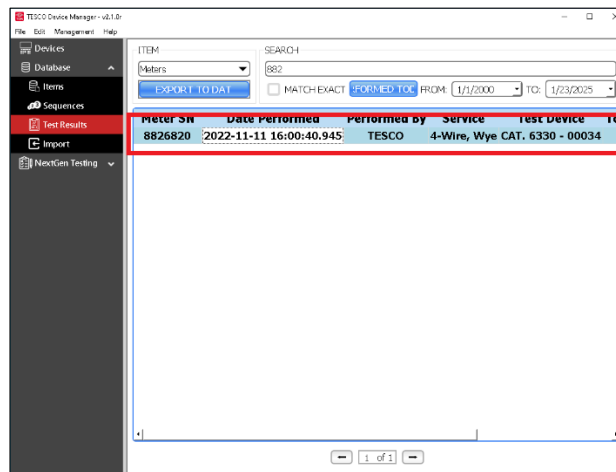 TESCO Device Manager - v2.1.0r
File Edit Management Help
Devices
Database
Items
Sequences
Test Results
Import
NextGen Testing
ITEM
Meters
EXPORT TO DAT
SEARCH
882
MATCH EXACT FORMED TOD FROM: 1/1/2000 TO: 1/23/2025
Meter SN Date Performed Performed By Service Test Device
8826820 2022-11-11 16:00:40.945 TESCO 4-Wire, Wye CAT. 6330 - 00034
1 of 1